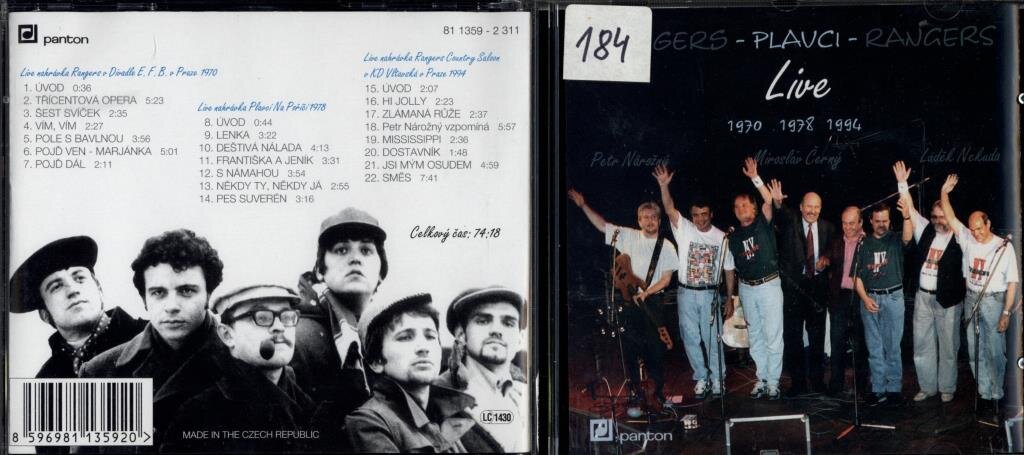 panton
81 1359 - 2 311
Live nahrávka Rangers v Divadle E. F. B. v Praze 1970
1. ÚVOD 0:36
2. TŘÍCENTOVÁ OPERA 5:23
3. ŠEST SVÍČEK 2:35
4. VÍM, VÍM 2:27
5. POLE S BAVLNOU 3:56
6. POJĎ VEN - MARJÁNKA 5:01
7. POJĎ DÁL 2:11
Live nahrávka Plavci Na Poříčí 1978
8. ÚVOD 0:44
9. LENKA 3:22
10. DEŠTIVÁ NÁLADA 4:13
11. FRANTIŠKA A JENÍK 3:31
12. S NÁMAHOU 3:54
13. NĚKDY TY, NĚKDY JÁ 2:55
14. PES SUVERÉN 3:16
Live nahrávka Rangers Country Saloon
v KD Vltavská v Praze 1994
15. ÚVOD 2:07
16. HI JOLLY 2:23
17. ZLÁMANÁ RŮŽE 2:37
18. Petr Nárožný vzpomíná 5:57
19. MISSISSIPPI 2:36
20. DOSTAVNÍK 1:48
21. JSI MÝM OSUDEM 4:59
22. SMĚS 7:41
Celkový čas: 74:18
8 596981 135920 >
MADE IN THE CZECH REPUBLIC
LC 1430
184
GERS - PLAVCI - RANGERS
Live
1970 1978 1994
Petr Nárožný Miroslav Černý Láděk Nekuda
panton